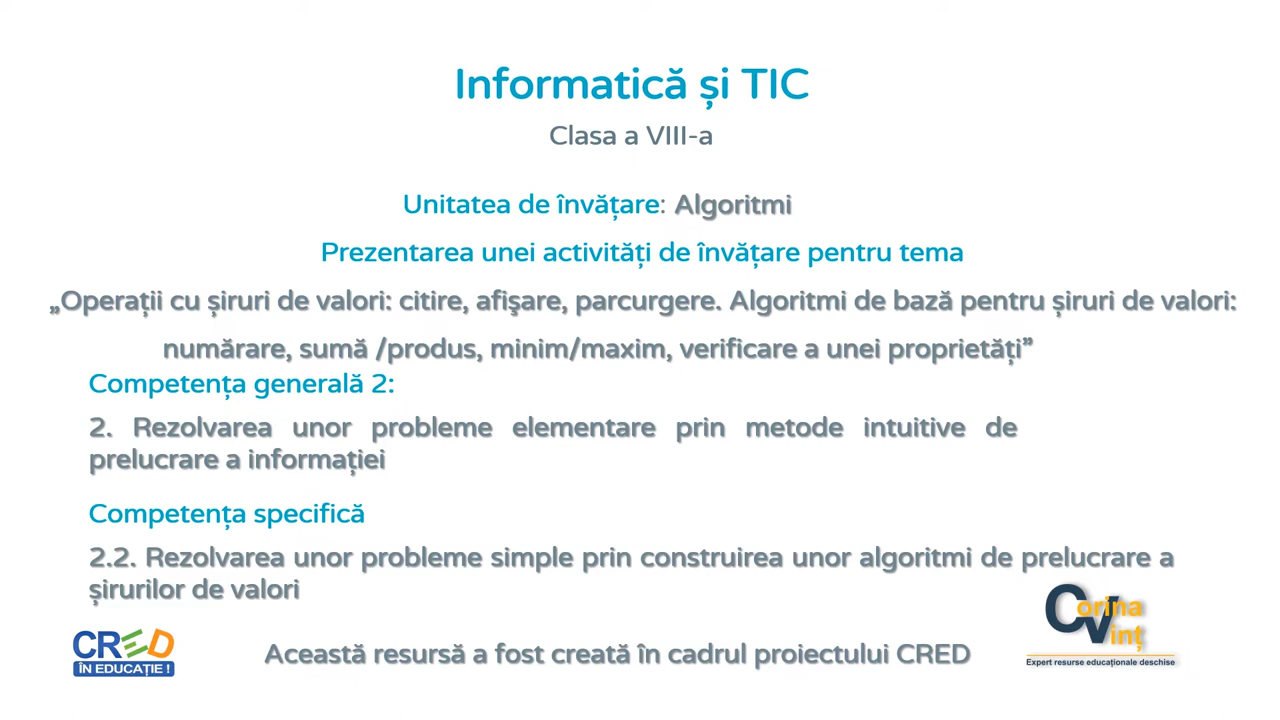 Informatică și TIC
Clasa a VIII-a
Unitatea de învățare: Algoritmi
Prezentarea unei activități de învățare pentru tema
„Operații cu șiruri de valori: citire, afişare, parcurgere. Algoritmi de bază pentru șiruri de valori:
numărare, sumă /produs, minim/maxim, verificare a unei proprietăți”
Competența generală 2:
2. Rezolvarea unor probleme elementare prin metode intuitive de
prelucrare a informației
Competența specifică
2.2. Rezolvarea unor probleme simple prin construirea unor algoritmi de prelucrare a
șirurilor de valori
CRED
ÎN EDUCAȚIE !
Această resursă a fost creată în cadrul proiectului CRED
Corina
Vinț
Expert resurse educaționale deschise